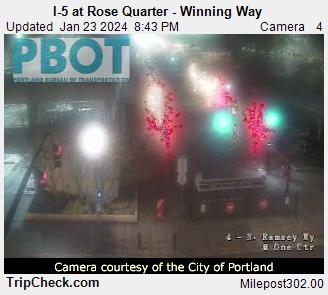 I-5 at Rose Quarter - Winning Way
Updated Jan 23 2024 8:43 PM Camera 4
PBOT
PORTLAND BUREAU OF TRANSPORTATION
4 - N. Ramsey Wy
@ One Ctr
Camera courtesy of the City of Portland
TripCheck.com Milepost302.00